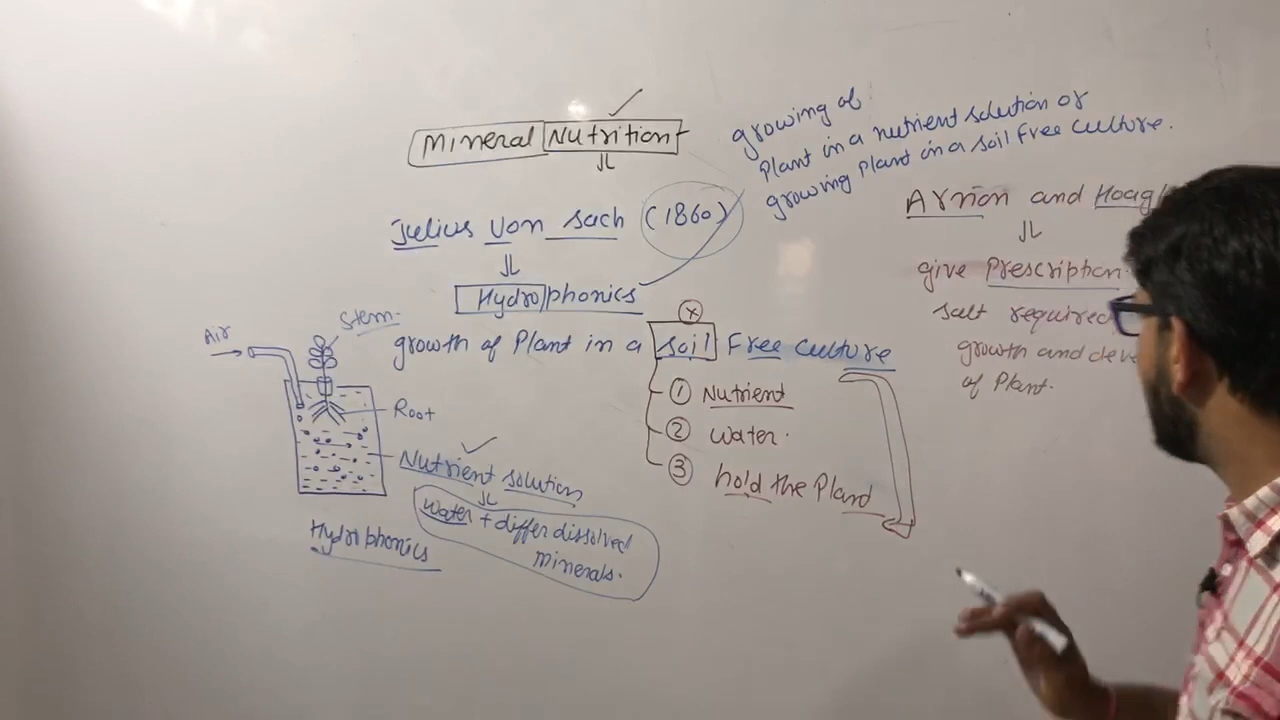 Mineral Nutrition
Julius Von Sach (1860)
Hydrophonics
growth of Plant in a soil Free culture
growing of
Plant in a nutrient solution or
growing Plant in a soil Free culture.
Arnon and
give Prescription
salt required
growth and
of Plant.
x
1 Nutrient
2 water.
3 hold the Plant
Air
Stem
Root
Nutrient solution
water + differ dissolved
minerals.
Hydrophonics